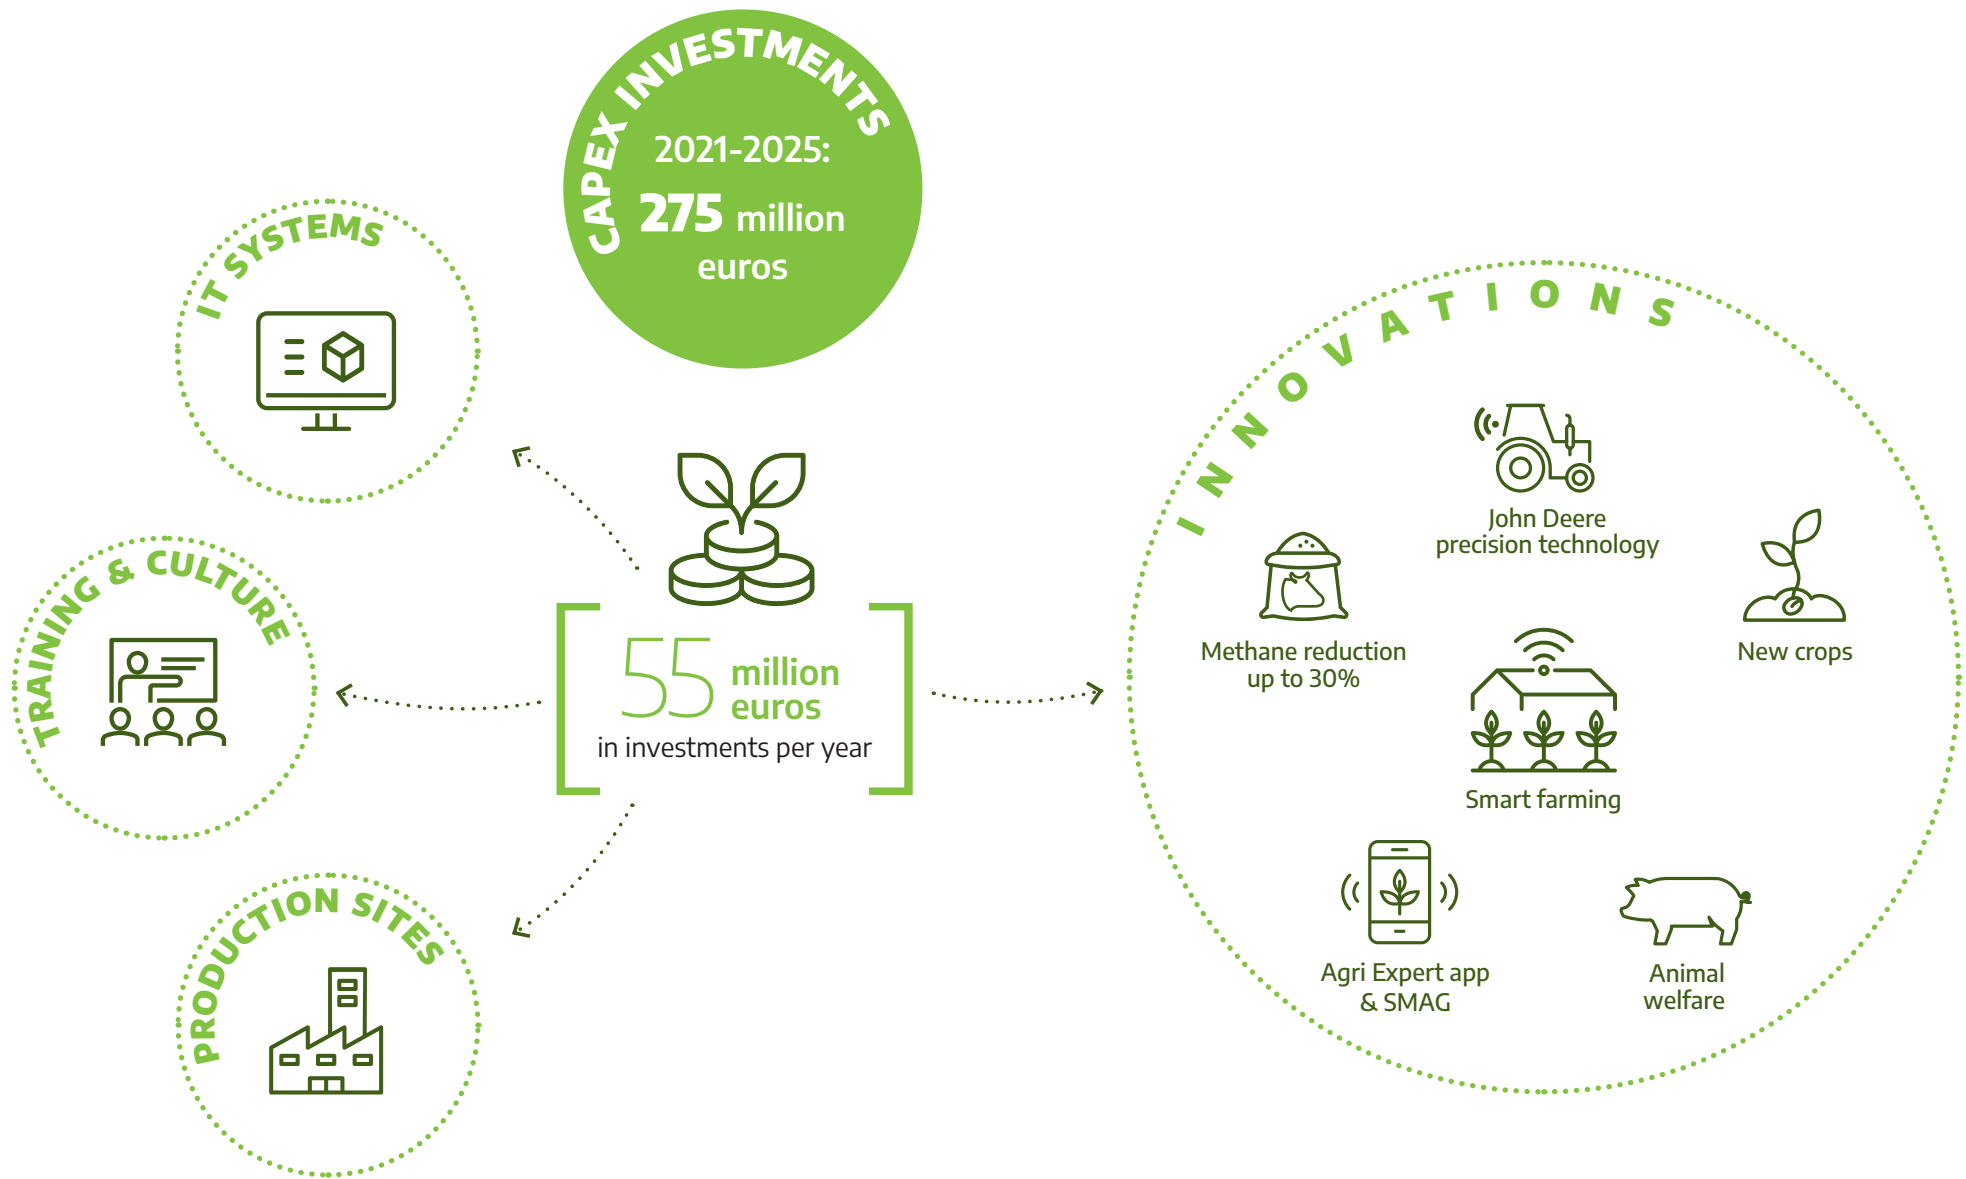 CAPEX INVESTMENTS
2021-2025:
275 million
euros
IT SYSTEMS
TRAINING & CULTURE
PRODUCTION SITES
55 million
euros
in investments per year
INNOVATIONS
John Deere
precision technology
Methane reduction
up to 30%
New crops
Smart farming
Agri Expert app
& SMAG
Animal
welfare